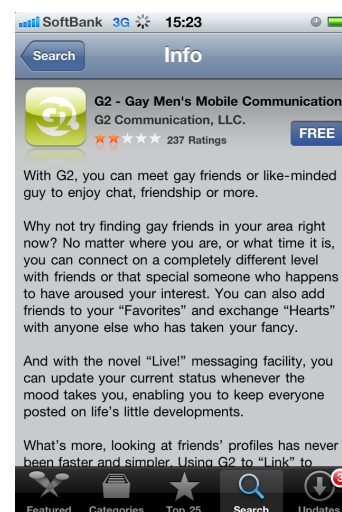 SoftBank 3G 15:23
Search Info
G2
G2 - Gay Men's Mobile Communication
G2 Communication, LLC.
237 Ratings
FREE
With G2, you can meet gay friends or like-minded
guy to enjoy chat, friendship or more.
Why not try finding gay friends in your area right
now? No matter where you are, or what time it is,
you can connect on a completely different level
with friends or that special someone who happens
to have aroused your interest. You can also add
friends to your “Favorites” and exchange “Hearts”
with anyone else who has taken your fancy.
And with the novel “Live!” messaging facility, you
can update your current status whenever the
mood takes you, enabling you to keep everyone
posted on life’s little developments.
What’s more, looking at friends’ profiles has never
been faster and simpler. Using G2 to “Link” to
Featured Categories Top 25 Search Updates
3